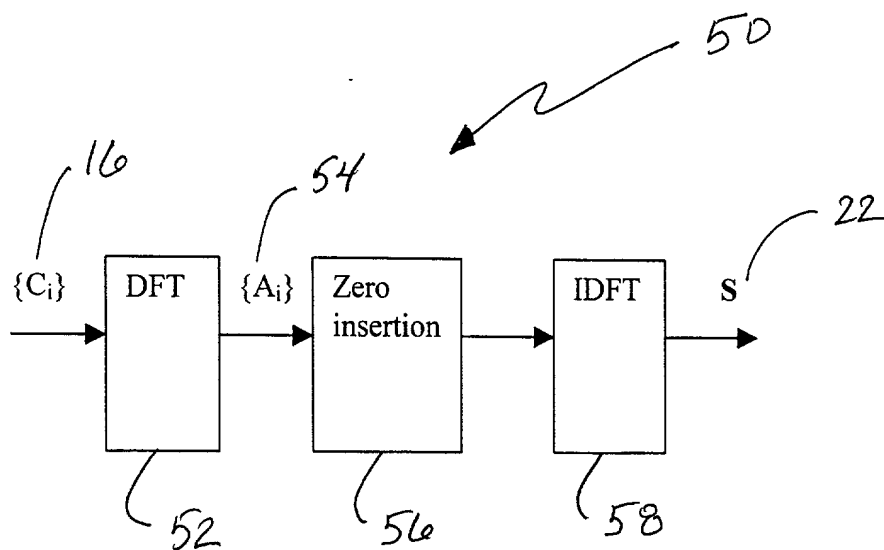 50
16
54
22
{Cᵢ}
DFT
{Aᵢ}
Zero
insertion
IDFT
S
52
56
58